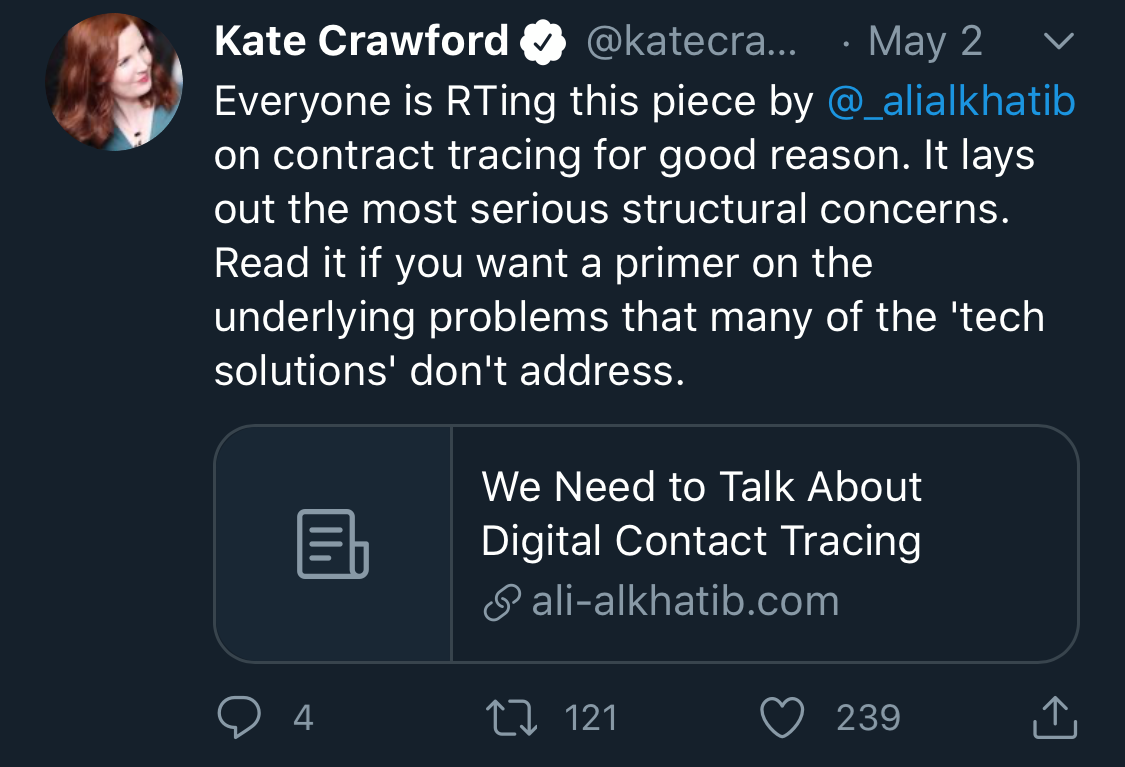 Kate Crawford @katecra... · May 2
Everyone is RTing this piece by @_alialkhatib
on contract tracing for good reason. It lays
out the most serious structural concerns.
Read it if you want a primer on the
underlying problems that many of the 'tech
solutions' don't address.
We Need to Talk About
Digital Contact Tracing
ali-alkhatib.com
4 121 239